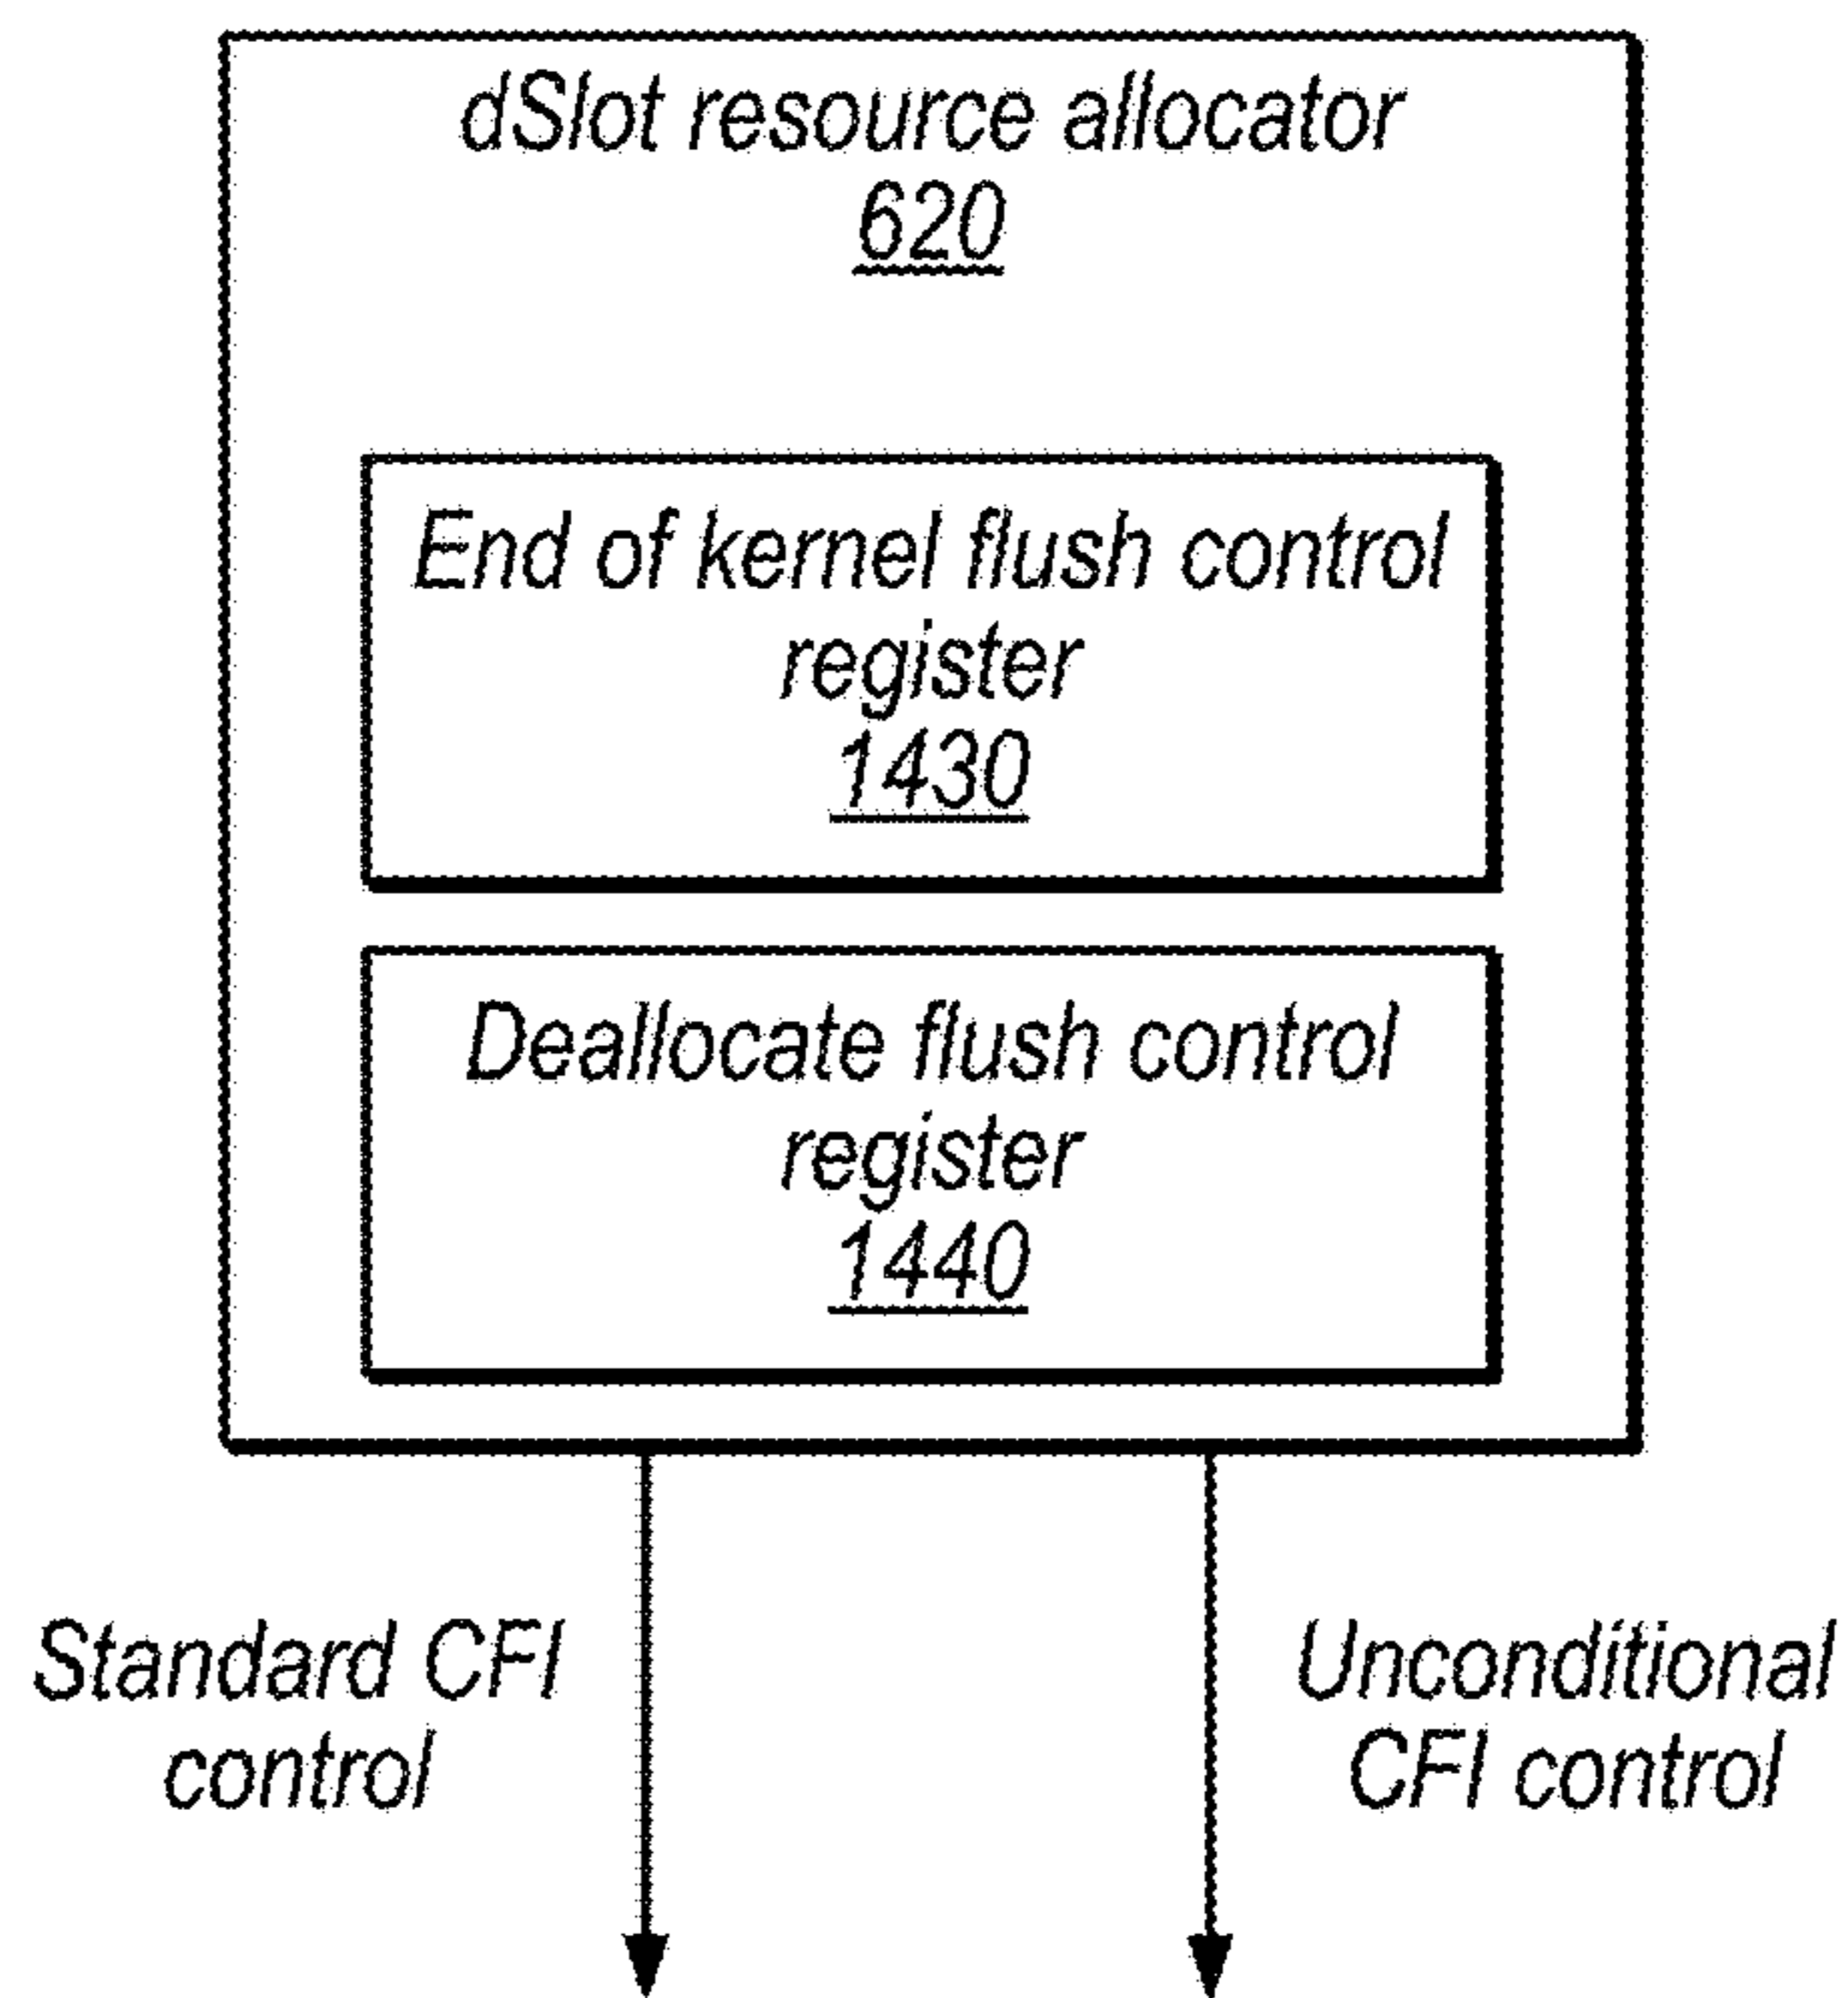 dSlot resource allocator
620
End of kernel flush control
register
1430
Deallocate flush control
register
1440
Standard CFI
control
Unconditional
CFI control